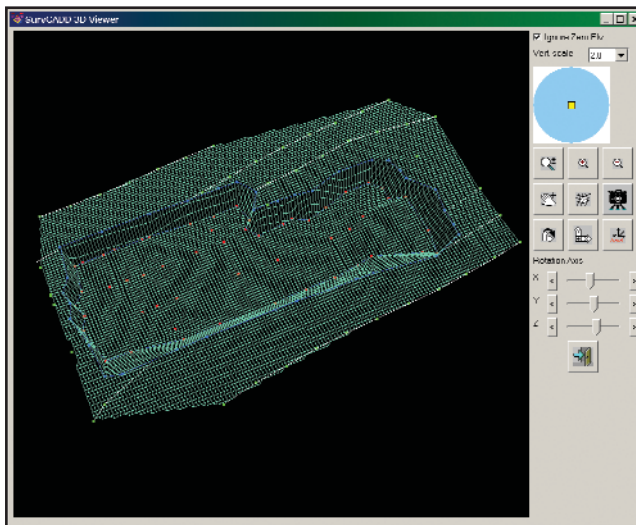 SurvCADD 3D Viewer
Ignore Zero Elv
Vert scale 2.0
Rotation Axis
X
Y
Z